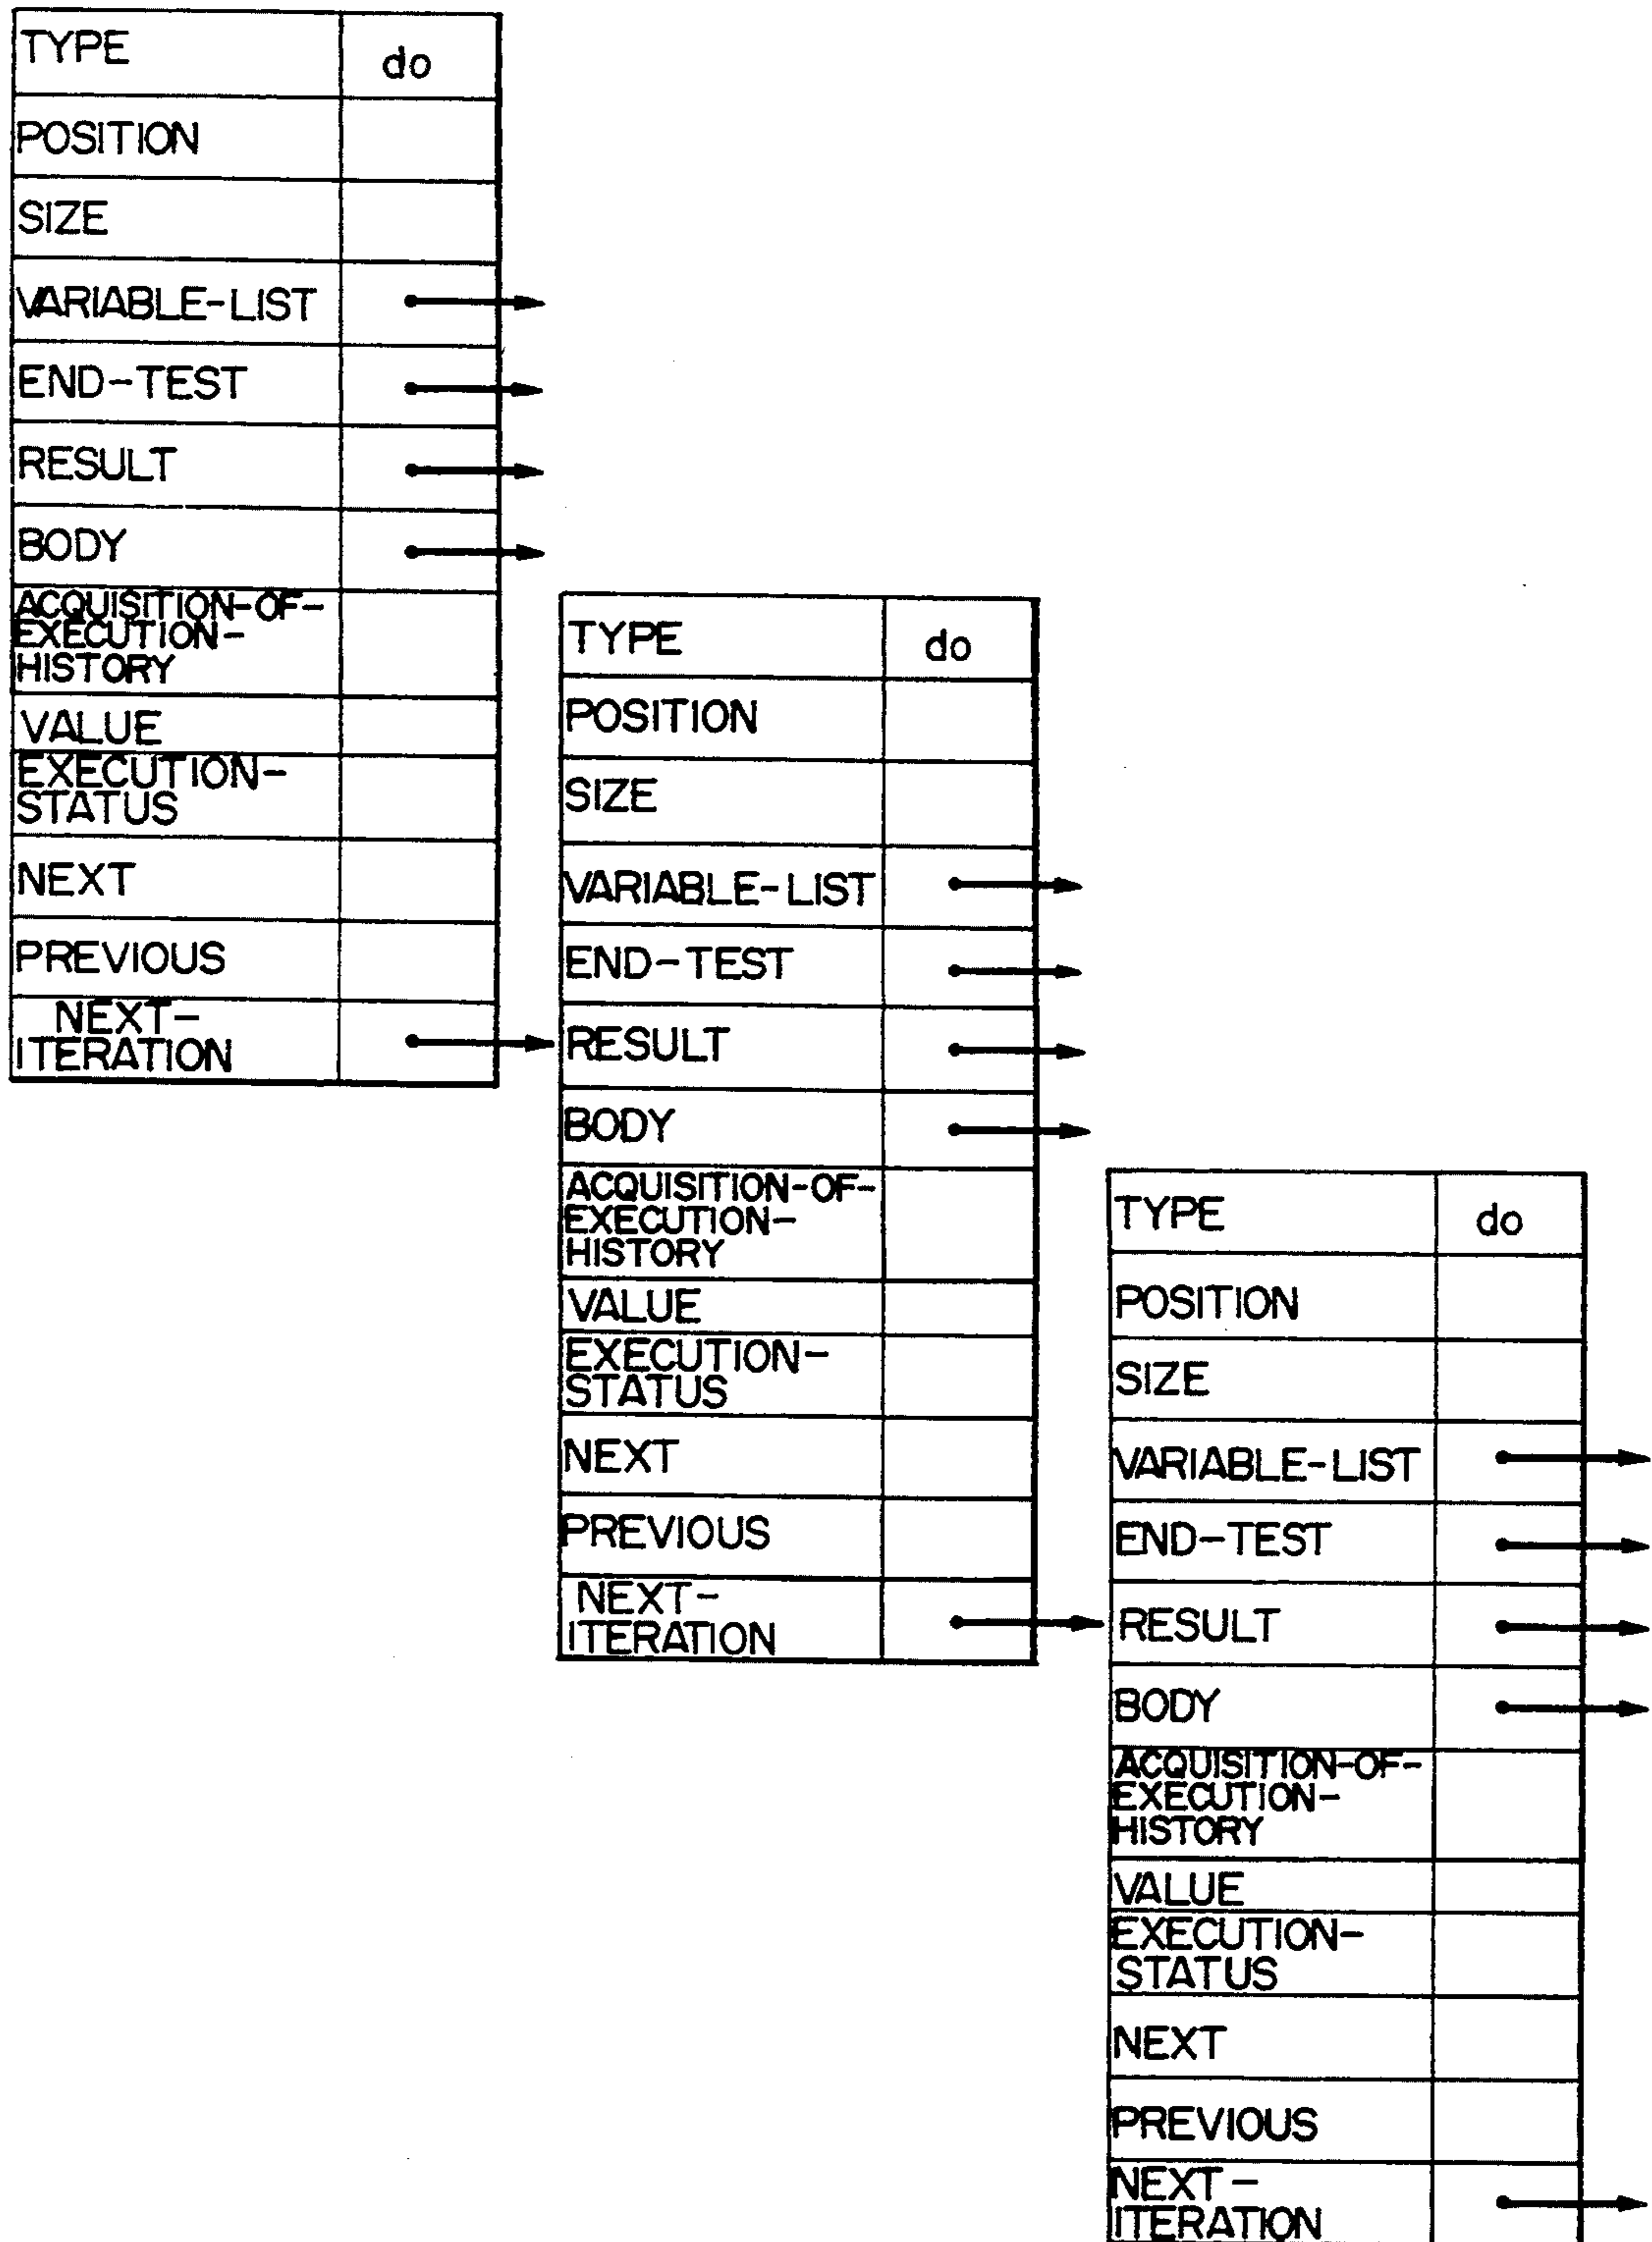 TYPE do
POSITION
SIZE
VARIABLE-LIST
END-TEST
RESULT
BODY
ACQUISITION-OF-
EXECUTION-
HISTORY
VALUE
EXECUTION-
STATUS
NEXT
PREVIOUS
NEXT-
ITERATION
TYPE do
POSITION
SIZE
VARIABLE-LIST
END-TEST
RESULT
BODY
ACQUISITION-OF-
EXECUTION-
HISTORY
VALUE
EXECUTION-
STATUS
NEXT
PREVIOUS
NEXT-
ITERATION
TYPE do
POSITION
SIZE
VARIABLE-LIST
END-TEST
RESULT
BODY
ACQUISITION-OF-
EXECUTION-
HISTORY
VALUE
EXECUTION-
STATUS
NEXT
PREVIOUS
NEXT-
ITERATION